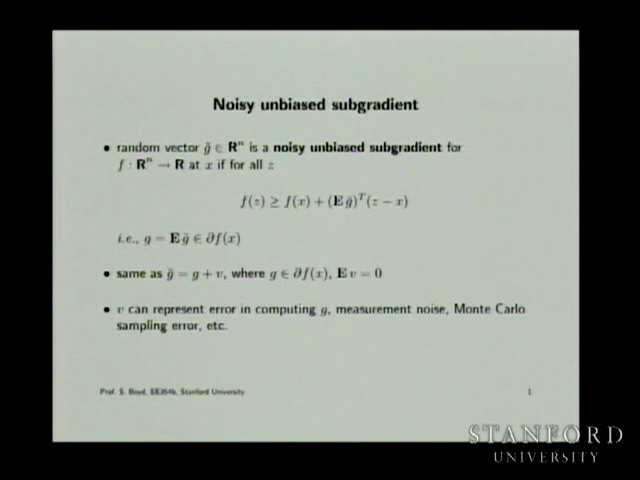 Noisy unbiased subgradient
• random vector g̃ ∈ Rⁿ is a noisy unbiased subgradient for
f : Rⁿ → R at x if for all z
f(z) ≥ f(x) + (E g̃)ᵀ(z − x)
i.e., g = E g̃ ∈ ∂f(x)
• same as g̃ = g + v, where g ∈ ∂f(x), E v = 0
• v can represent error in computing g, measurement noise, Monte Carlo
sampling error, etc.
Prof. S. Boyd, EE364b, Stanford University 1
STANFORD
UNIVERSITY